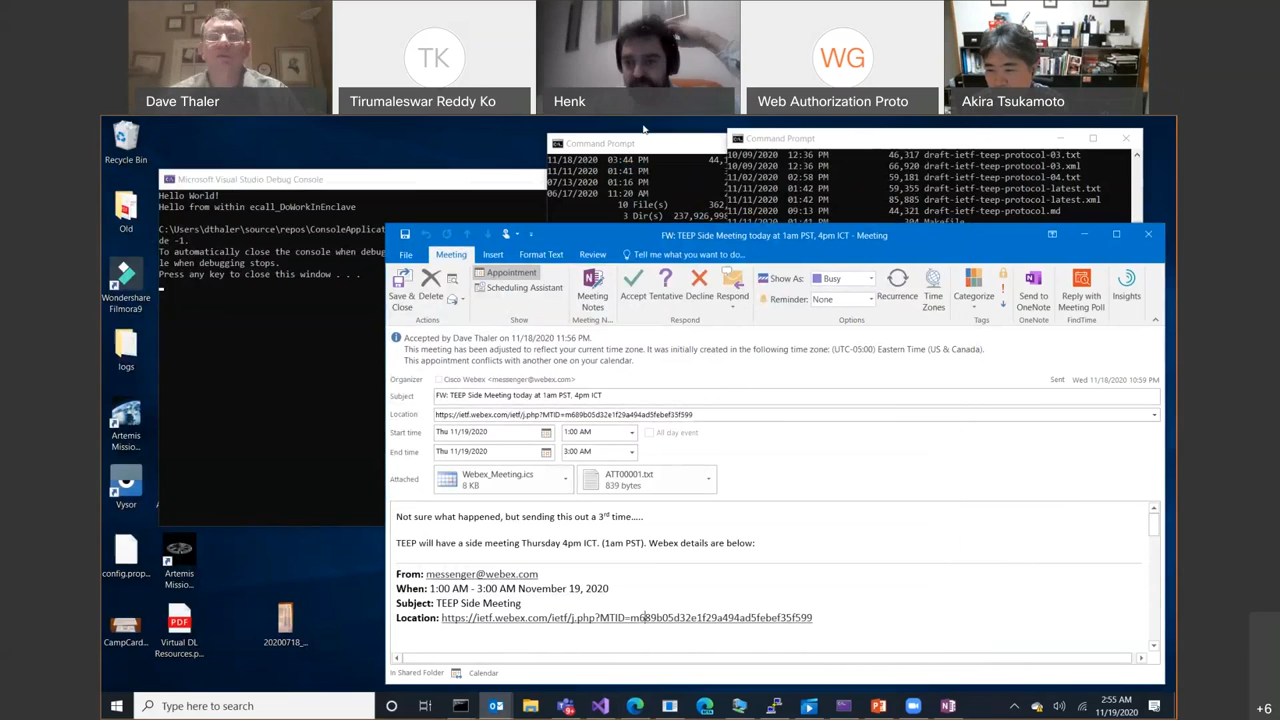 TK
WG
Dave Thaler
Tirumaleswar Reddy Ko
Henk
Web Authorization Proto
Akira Tsukamoto
Recycle Bin
Old
Wondershare
Filmora9
logs
Artemis
Missio...
Vysor
config.prop...
Artemis
Missio...
CampCard...
Virtual DL
Resources.p...
20200718_...
Microsoft Visual Studio Debug Console
Hello World!
Hello from within ecall_DoWorkInEnclave
C:\Users\dthaler\source\repos\ConsoleApplicat
de -1.
To automatically close the console when debug
le when debugging stops.
Press any key to close this window . . .
Command Prompt
11/18/2020 03:44 PM 44,
11/11/2020 01:41 PM
07/13/2020 01:16 PM
06/17/2020 11:20 AM
10 File(s) 362,
3 Dir(s) 237,926,998
Command Prompt
10/09/2020 12:36 PM 46,317 draft-ietf-teep-protocol-03.txt
10/09/2020 12:36 PM 66,920 draft-ietf-teep-protocol-03.xml
11/02/2020 02:58 PM 59,181 draft-ietf-teep-protocol-04.txt
11/11/2020 01:42 PM 59,355 draft-ietf-teep-protocol-latest.txt
11/11/2020 01:42 PM 85,885 draft-ietf-teep-protocol-latest.xml
11/18/2020 09:13 PM 44,321 draft-ietf-teep-protocol.md
FW: TEEP Side Meeting today at 1am PST, 4pm ICT - Meeting
File Meeting Insert Format Text Review Tell me what you want to do...
Save & Close
Delete
Actions
Appointment
Scheduling Assistant
Show
Meeting Notes
Meeting N...
Accept Tentative Decline Respond
Respond
Show As: Busy
Reminder: None
Recurrence
Time Zones
Options
Categorize
Tags
Send to OneNote
OneNote
Reply with Meeting Poll
FindTime
Insights
Accepted by Dave Thaler on 11/18/2020 11:56 PM.
This meeting has been adjusted to reflect your current time zone. It was initially created in the following time zone: (UTC-05:00) Eastern Time (US & Canada).
This appointment conflicts with another one on your calendar.
Organizer Cisco Webex <messenger@webex.com> Sent Wed 11/18/2020 10:59 PM
Subject FW: TEEP Side Meeting today at 1am PST, 4pm ICT
Location https://ietf.webex.com/ietf/j.php?MTID=m689b05d32e1f29a494ad5febef35f599
Start time Thu 11/19/2020 1:00 AM All day event
End time Thu 11/19/2020 3:00 AM
Attached Webex_Meeting.ics 8 KB ATT00001.txt 839 bytes
Not sure what happened, but sending this out a 3rd time.....
TEEP will have a side meeting Thursday 4pm ICT. (1am PST). Webex details are below:
From: messenger@webex.com
When: 1:00 AM - 3:00 AM November 19, 2020
Subject: TEEP Side Meeting
Location: https://ietf.webex.com/ietf/j.php?MTID=m689b05d32e1f29a494ad5febef35f599
In Shared Folder Calendar
Type here to search
2:55 AM
11/19/2020
+6